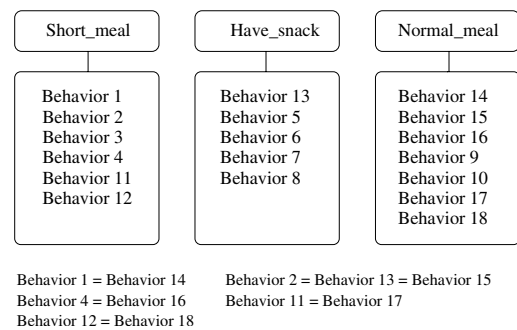 Short_meal
Behavior 1
Behavior 2
Behavior 3
Behavior 4
Behavior 11
Behavior 12
Have_snack
Behavior 13
Behavior 5
Behavior 6
Behavior 7
Behavior 8
Normal_meal
Behavior 14
Behavior 15
Behavior 16
Behavior 9
Behavior 10
Behavior 17
Behavior 18
Behavior 1 = Behavior 14
Behavior 4 = Behavior 16
Behavior 12 = Behavior 18
Behavior 2 = Behavior 13 = Behavior 15
Behavior 11 = Behavior 17